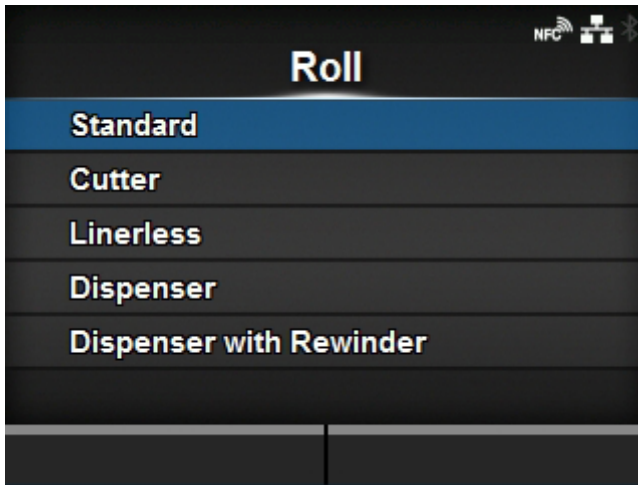 NFC
Roll
Standard
Cutter
Linerless
Dispenser
Dispenser with Rewinder